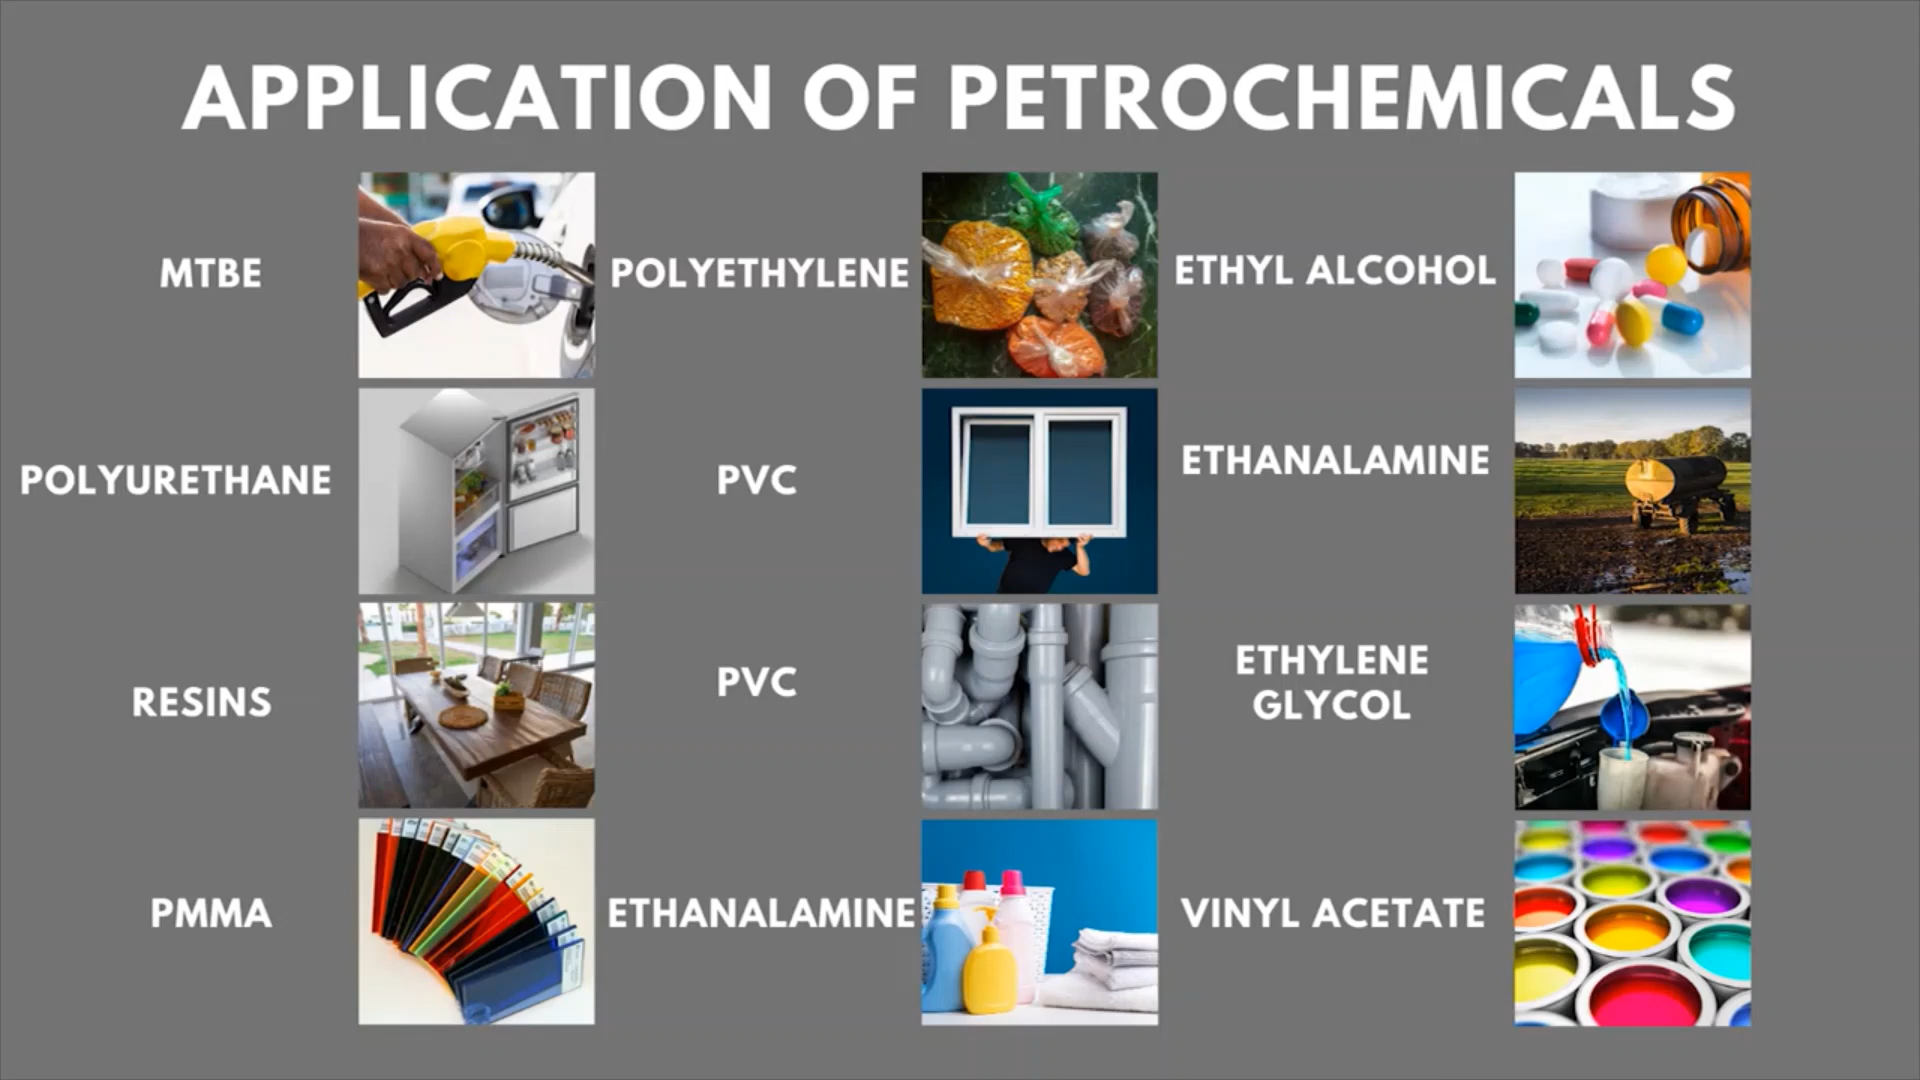 APPLICATION OF PETROCHEMICALS
MTBE
POLYETHYLENE
ETHYL ALCOHOL
POLYURETHANE
PVC
ETHANALAMINE
RESINS
PVC
ETHYLENE
GLYCOL
PMMA
ETHANALAMINE
VINYL ACETATE